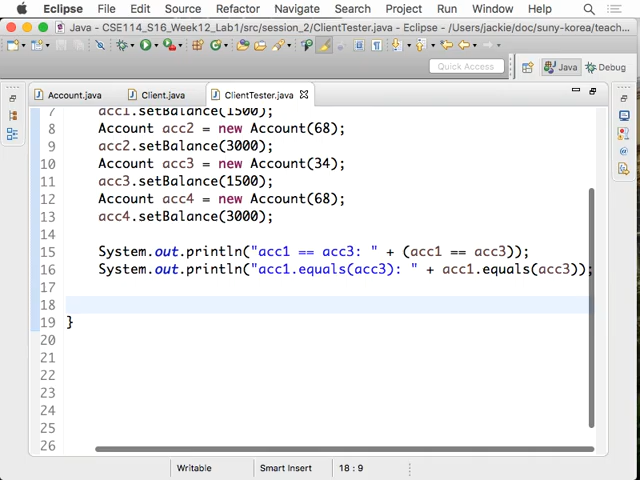 Eclipse File Edit Source Refactor Navigate Search Project Run Window Help
Java - CSE114_S16_Week12_Lab1/src/session_2/ClientTester.java - Eclipse - /Users/jackie/doc/suny-korea/teach...
Quick Access Java Debug
Account.java Client.java ClientTester.java
7 acc1.setBalance(1500);
8 Account acc2 = new Account(68);
9 acc2.setBalance(3000);
10 Account acc3 = new Account(34);
11 acc3.setBalance(1500);
12 Account acc4 = new Account(68);
13 acc4.setBalance(3000);
14
15 System.out.println("acc1 == acc3: " + (acc1 == acc3));
16 System.out.println("acc1.equals(acc3): " + acc1.equals(acc3));
17
18
19 }
20
21
22
23
24
25
26
Writable Smart Insert 18 : 9